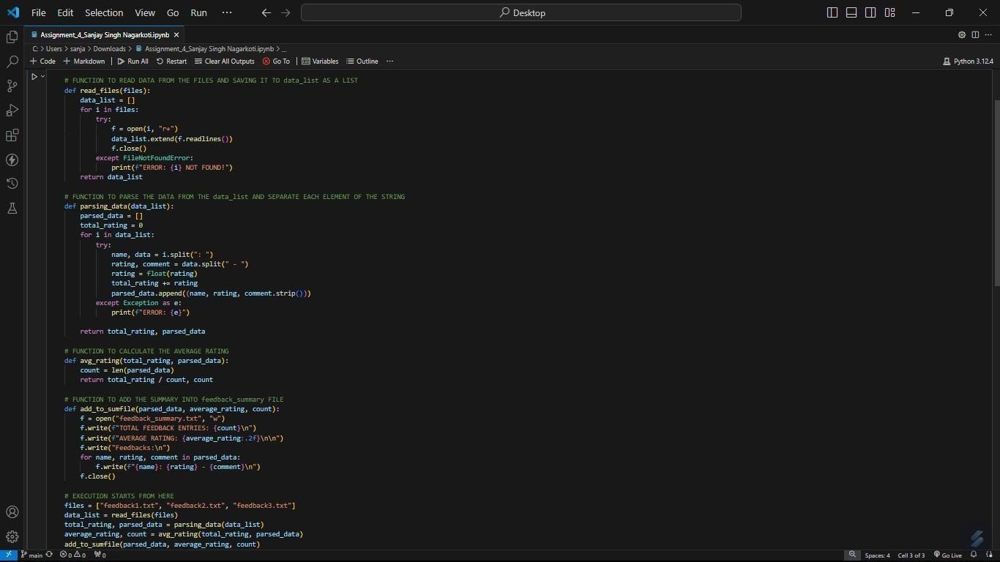 File Edit Selection View Go Run ··· Desktop
Assignment_4_Sanjay Singh Nagarkoti.ipynb
C: > Users > sanja > Downloads > Assignment_4_Sanjay Singh Nagarkoti.ipynb > ...
+ Code + Markdown Run All Restart Clear All Outputs Go To Variables Outline ··· Python 3.12.4
# FUNCTION TO READ DATA FROM THE FILES AND SAVING IT TO data_list AS A LIST
def read_files(files):
    data_list = []
    for i in files:
        try:
            f = open(i, "r+")
            data_list.extend(f.readlines())
            f.close()
        except FileNotFoundError:
            print(f"ERROR: {i} NOT FOUND!")
    return data_list
# FUNCTION TO PARSE THE DATA FROM THE data_list AND SEPARATE EACH ELEMENT OF THE STRING
def parsing_data(data_list):
    parsed_data = []
    total_rating = 0
    for i in data_list:
        try:
            name, data = i.split(": ")
            rating, comment = data.split(" - ")
            rating = float(rating)
            total_rating += rating
            parsed_data.append((name, rating, comment.strip()))
        except Exception as e:
            print(f"ERROR: {e}")
    return total_rating, parsed_data
# FUNCTION TO CALCULATE THE AVERAGE RATING
def avg_rating(total_rating, parsed_data):
    count = len(parsed_data)
    return total_rating / count, count
# FUNCTION TO ADD THE SUMMARY INTO feedback_summary FILE
def add_to_sumfile(parsed_data, average_rating, count):
    f = open("feedback_summary.txt", "w")
    f.write(f"TOTAL FEEDBACK ENTRIES: {count}\n")
    f.write(f"AVERAGE RATING: {average_rating:.2f}\n\n")
    f.write("Feedbacks:\n")
    for name, rating, comment in parsed_data:
        f.write(f"{name}: {rating} - {comment}\n")
    f.close()
# EXECUTION STARTS FROM HERE
files = ["feedback1.txt", "feedback2.txt", "feedback3.txt"]
data_list = read_files(files)
total_rating, parsed_data = parsing_data(data_list)
average_rating, count = avg_rating(total_rating, parsed_data)
add_to_sumfile(parsed_data, average_rating, count)
main 0 0 0 Spaces: 4 Cell 3 of 3 Go Live